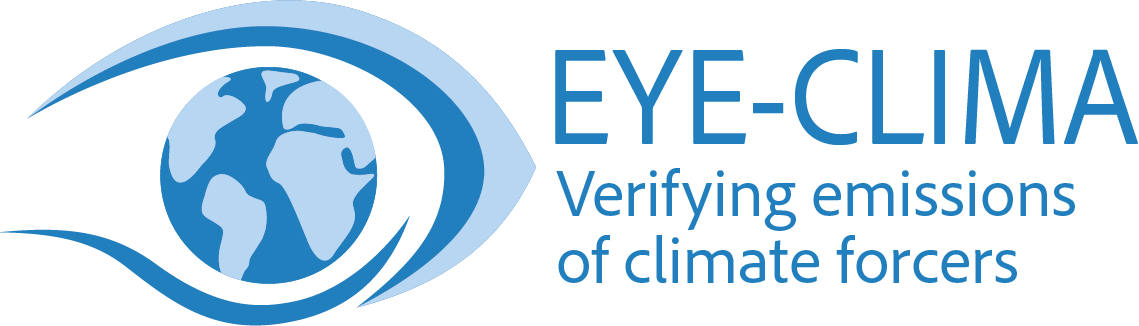 EYE-CLIMA
Verifying emissions
of climate forcers